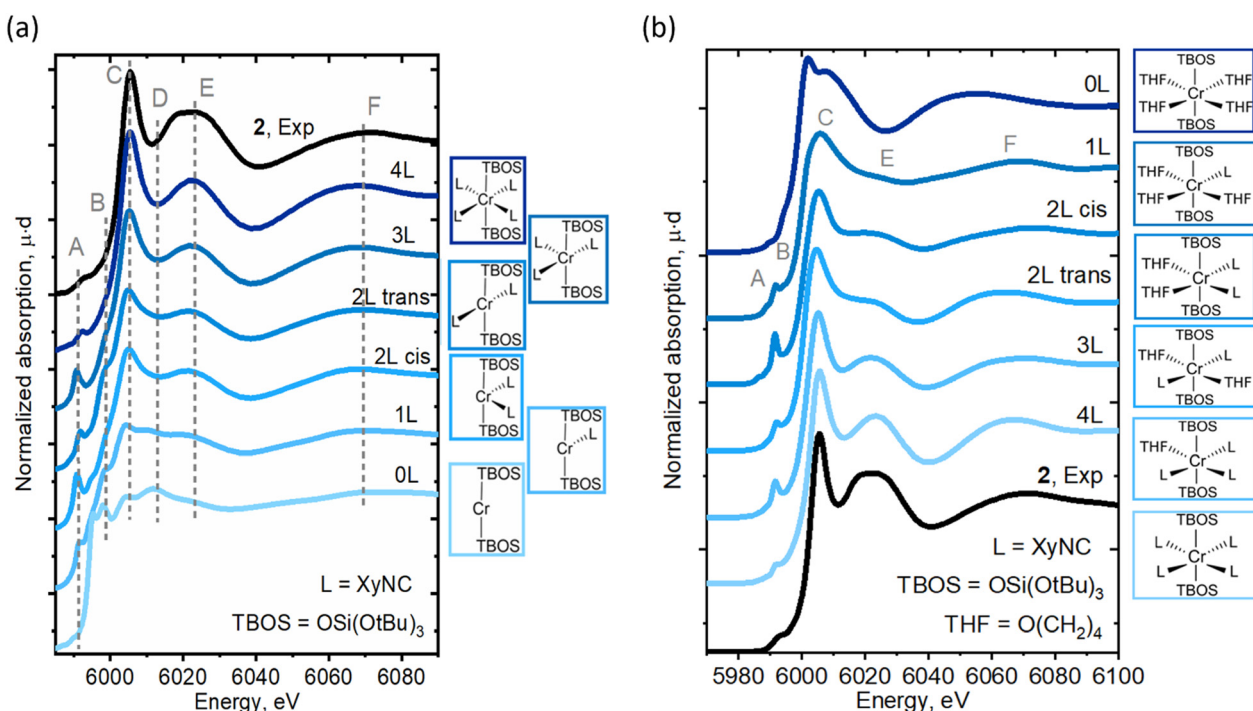 (a)
Normalized absorption, μ·d
A
B
C
D
E
F
2, Exp
4L
3L
2L trans
2L cis
1L
0L
L = XyNC
TBOS = OSi(OtBu)3
6000 6020 6040 6060 6080
Energy, eV
TBOS
L L
Cr
L L
TBOS
TBOS
L L
Cr
L
TBOS
TBOS
L
Cr
L
TBOS
TBOS
L
Cr
L
TBOS
TBOS
L
Cr
TBOS
TBOS
Cr
TBOS
(b)
Normalized absorption, μ·d
0L
C
E
F
1L
B
A
2L cis
2L trans
3L
4L
2, Exp
L = XyNC
TBOS = OSi(OtBu)3
THF = O(CH2)4
5980 6000 6020 6040 6060 6080 6100
Energy, eV
TBOS
THF THF
Cr
THF THF
TBOS
TBOS
THF L
Cr
THF THF
TBOS
TBOS
THF L
Cr
THF L
TBOS
TBOS
THF L
Cr
L THF
TBOS
TBOS
THF L
Cr
L L
TBOS
TBOS
L L
Cr
L L
TBOS